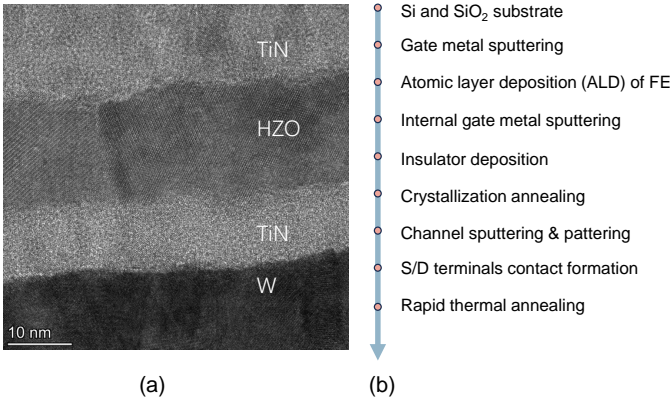 TiN
HZO
TiN
W
10 nm
(a)
Si and SiO₂ substrate
Gate metal sputtering
Atomic layer deposition (ALD) of FE
Internal gate metal sputtering
Insulator deposition
Crystallization annealing
Channel sputtering & pattering
S/D terminals contact formation
Rapid thermal annealing
(b)